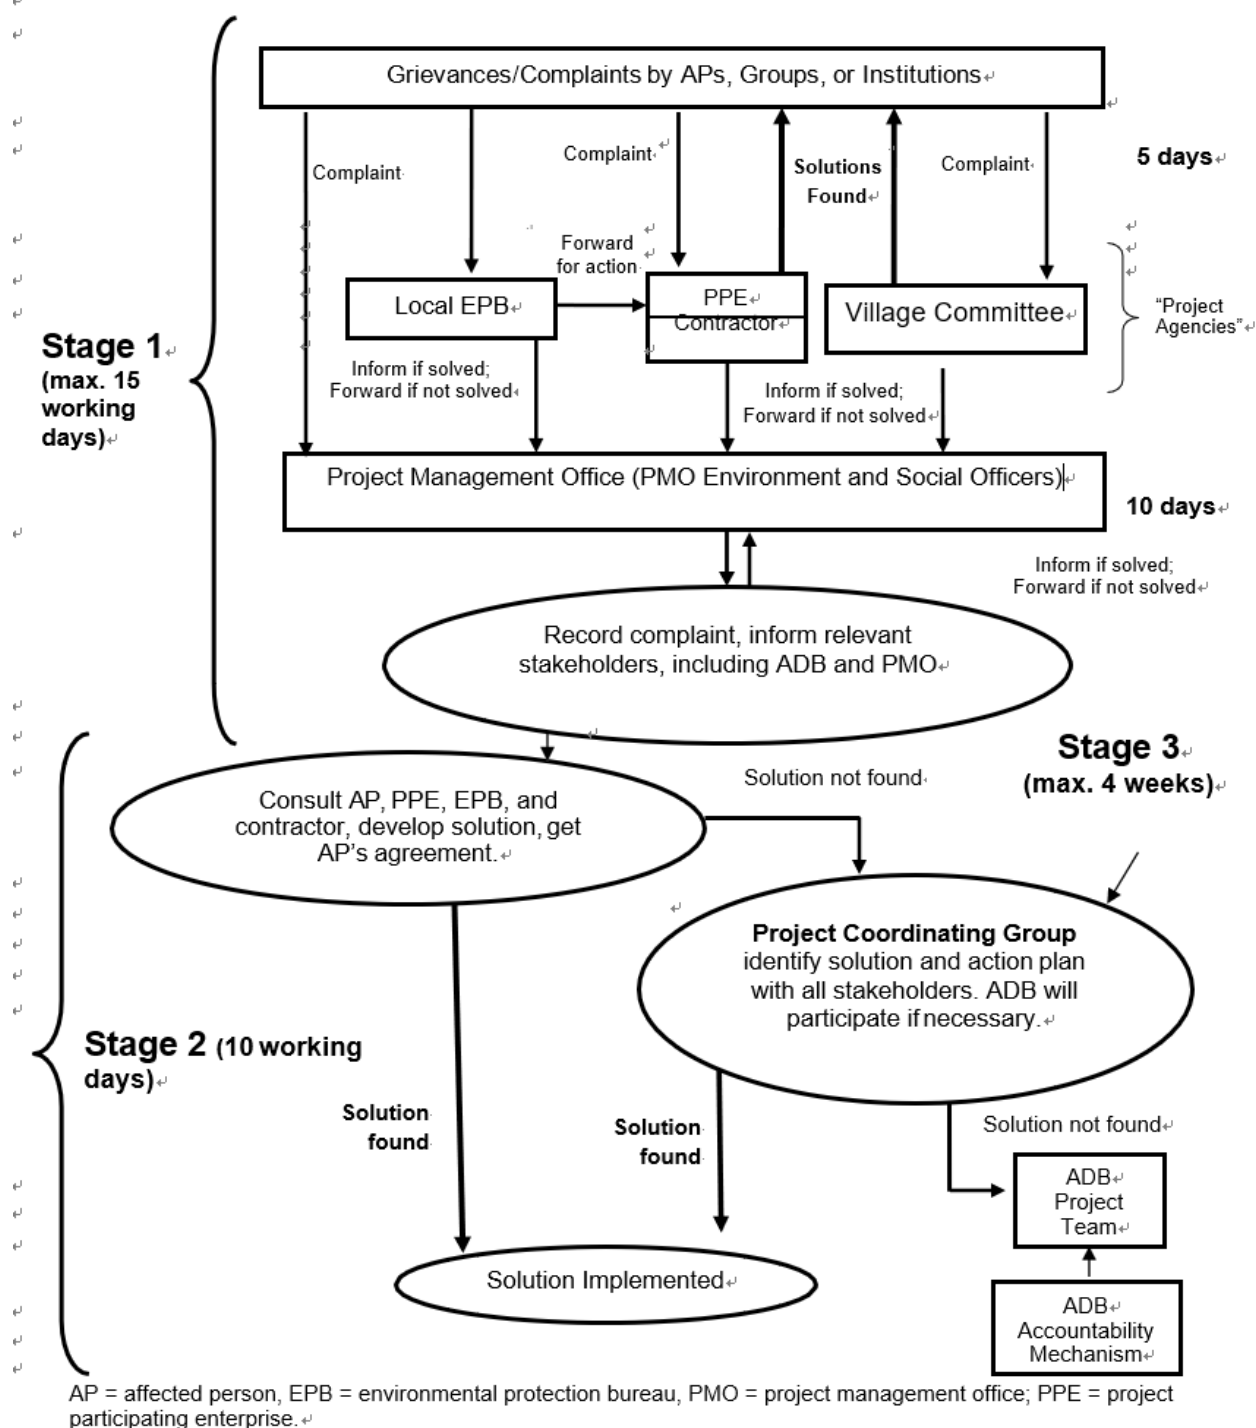 Grievances/Complaints by APs, Groups, or Institutions
Complaint
Complaint
Solutions
Found
Complaint
5 days
Forward
for action
Local EPB
PPE
Contractor
Village Committee
"Project
Agencies"
Stage 1
(max. 15
working
days)
Inform if solved;
Forward if not solved
Inform if solved;
Forward if not solved
Project Management Office (PMO Environment and Social Officers)
10 days
Inform if solved;
Forward if not solved
Record complaint, inform relevant
stakeholders, including ADB and PMO
Stage 3
(max. 4 weeks)
Solution not found
Consult AP, PPE, EPB, and
contractor, develop solution, get
AP's agreement.
Project Coordinating Group
identify solution and action plan
with all stakeholders. ADB will
participate if necessary.
Stage 2 (10 working
days)
Solution
found
Solution
found
Solution not found
ADB
Project
Team
Solution Implemented
ADB
Accountability
Mechanism
AP = affected person, EPB = environmental protection bureau, PMO = project management office; PPE = project
participating enterprise.